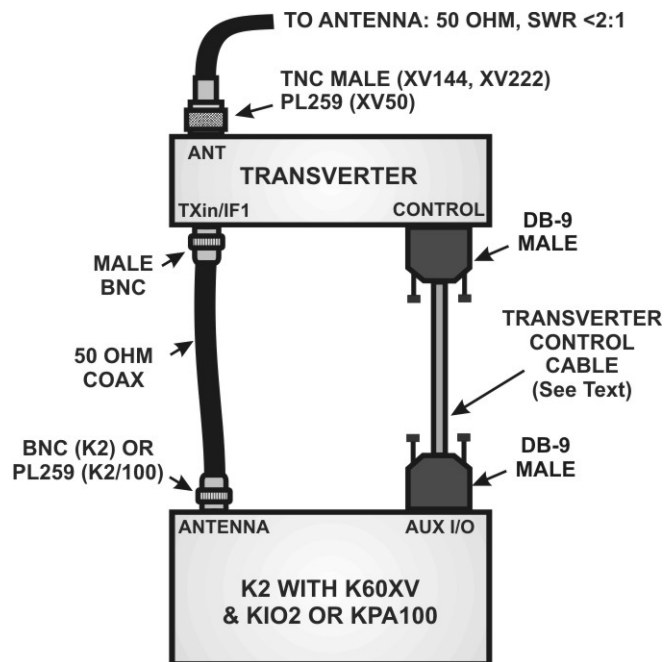 TO ANTENNA: 50 OHM, SWR <2:1
TNC MALE (XV144, XV222)
PL259 (XV50)
ANT
TRANSVERTER
TXin/IF1
CONTROL
DB-9
MALE
MALE
BNC
TRANSVERTER
CONTROL
CABLE
(See Text)
50 OHM
COAX
BNC (K2) OR
PL259 (K2/100)
DB-9
MALE
ANTENNA
AUX I/O
K2 WITH K60XV
& KIO2 OR KPA100